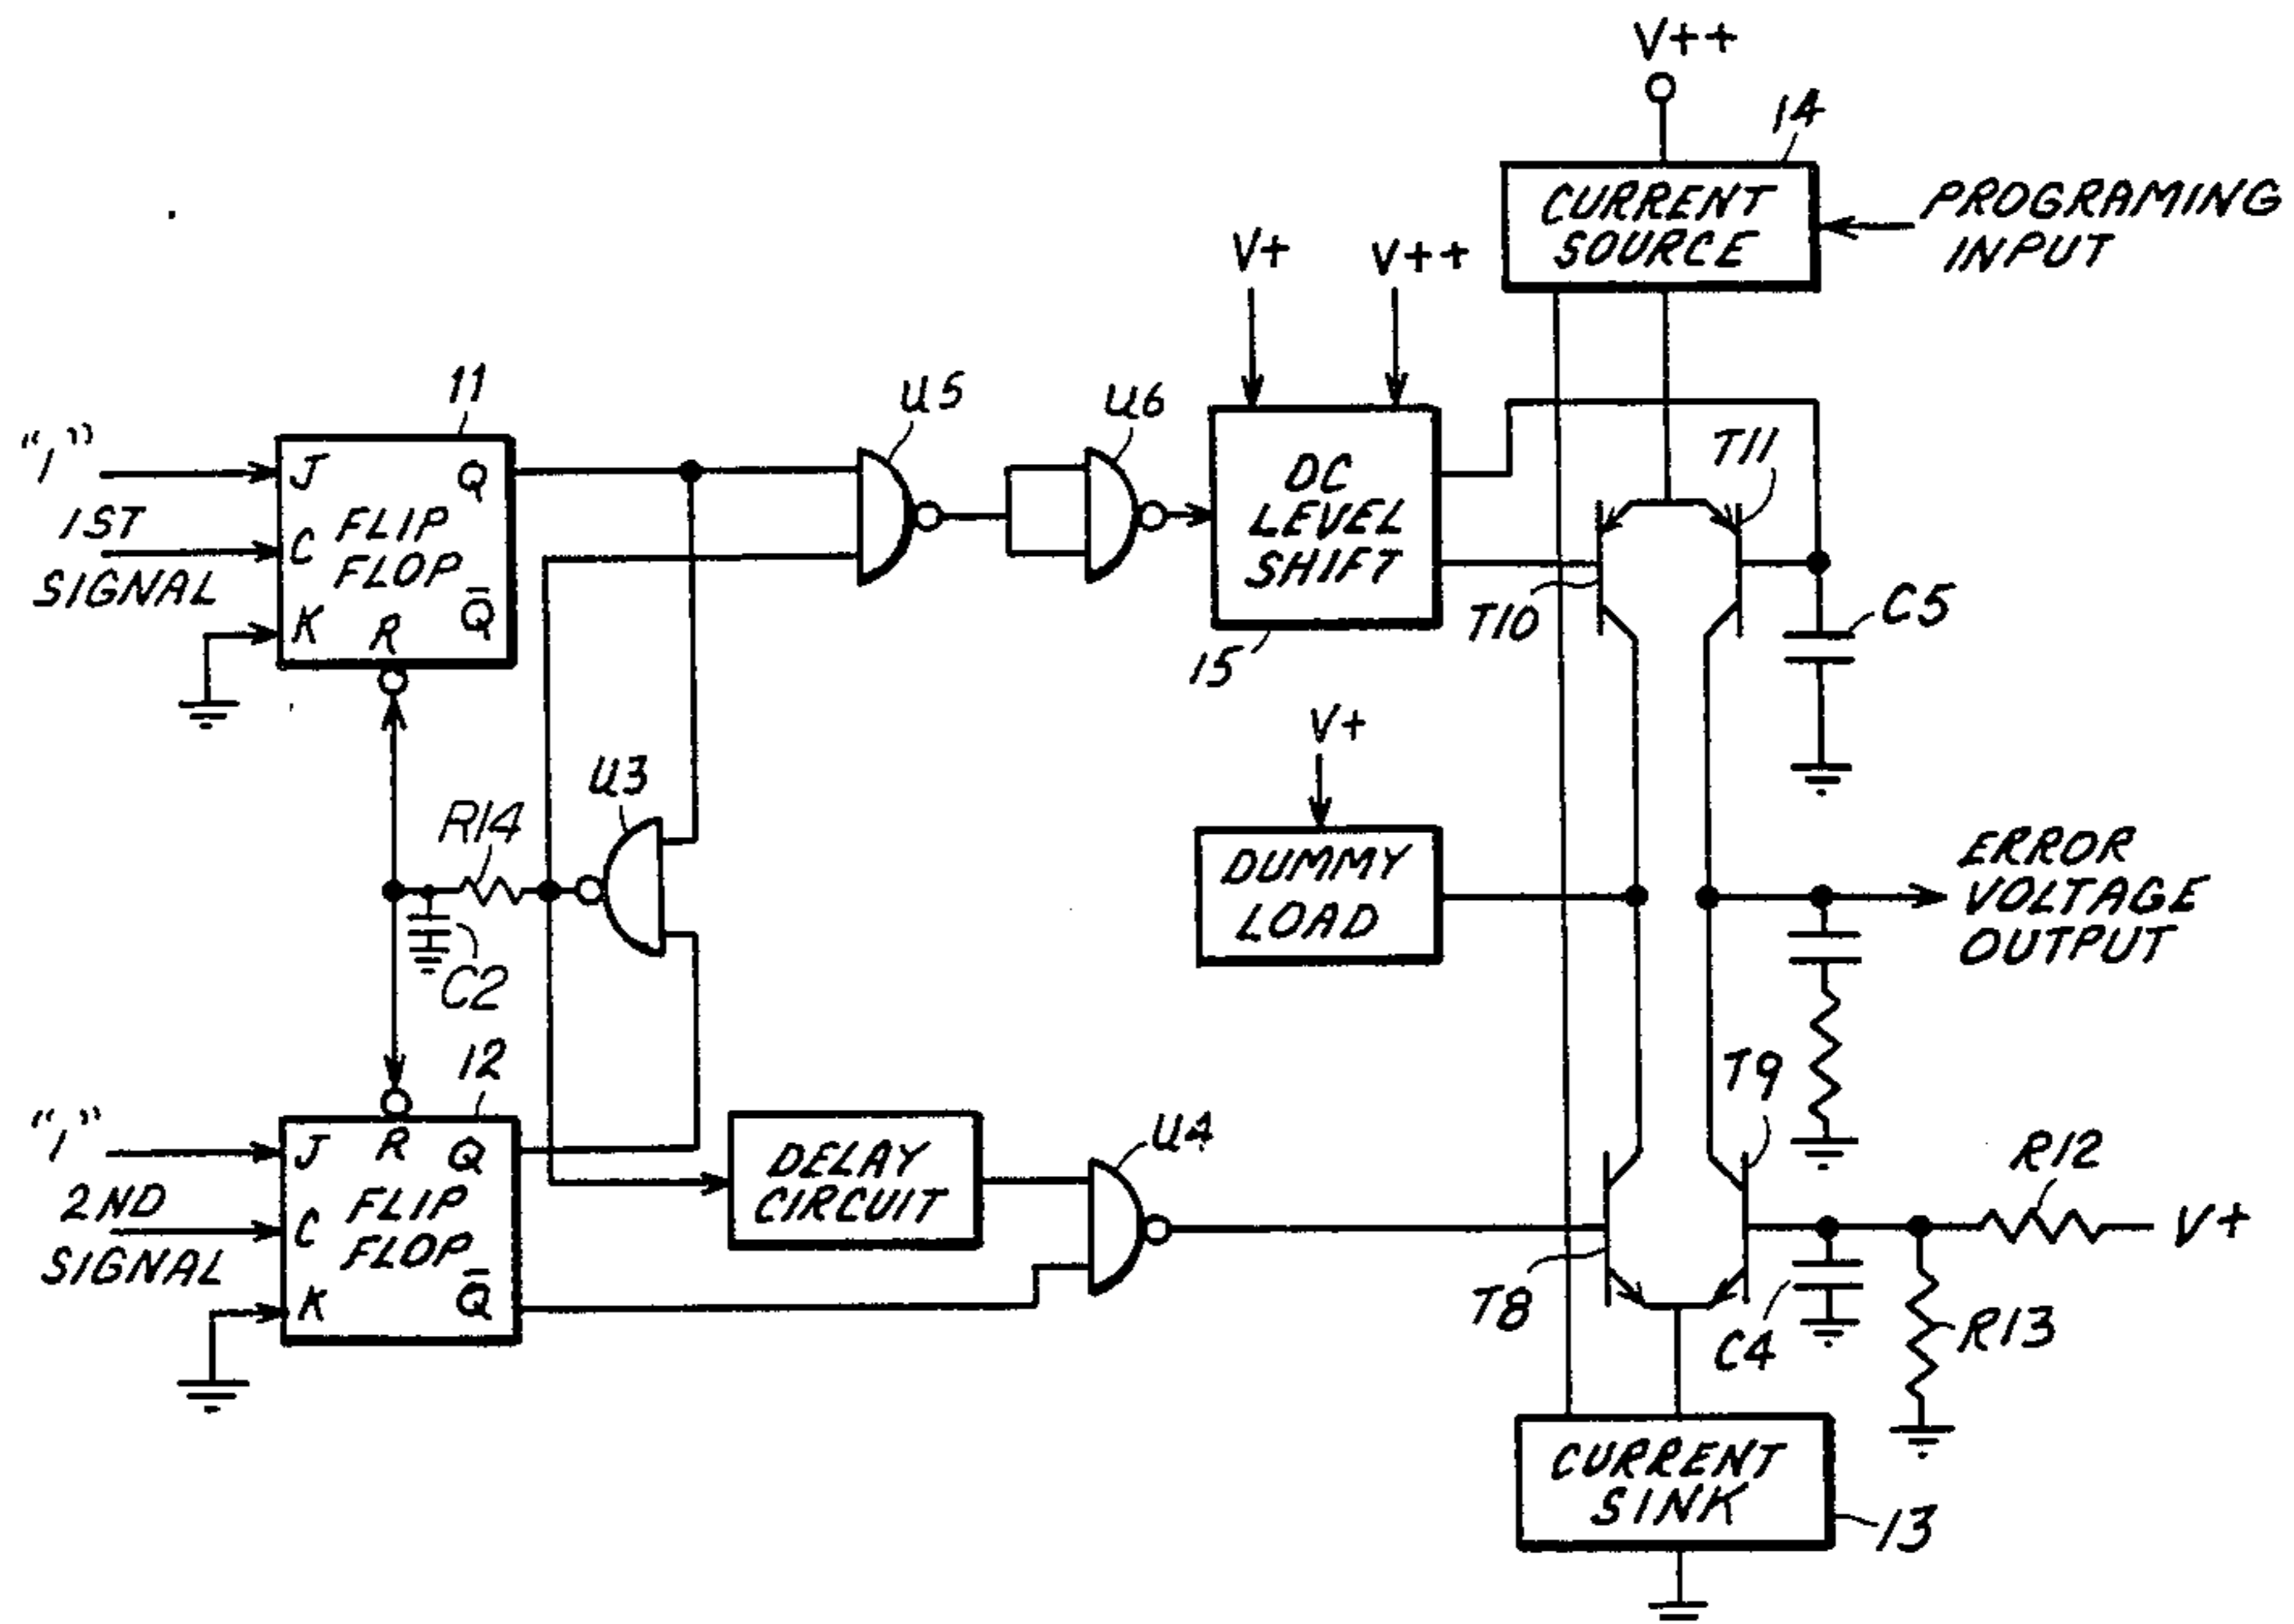 V++
14
CURRENT
SOURCE
PROGRAMING
INPUT
V+
V++
11
"1"
J
Q
1ST
SIGNAL
C
FLIP
FLOP
K
R
Q̄
U5
U6
DC
LEVEL
SHIFT
15
T10
T11
C5
U3
R14
C2
V+
DUMMY
LOAD
ERROR
VOLTAGE
OUTPUT
12
"1"
J
R
Q
2ND
SIGNAL
C
FLIP
FLOP
K
Q̄
DELAY
CIRCUIT
U4
T8
T9
R12
V+
C4
R13
CURRENT
SINK
13